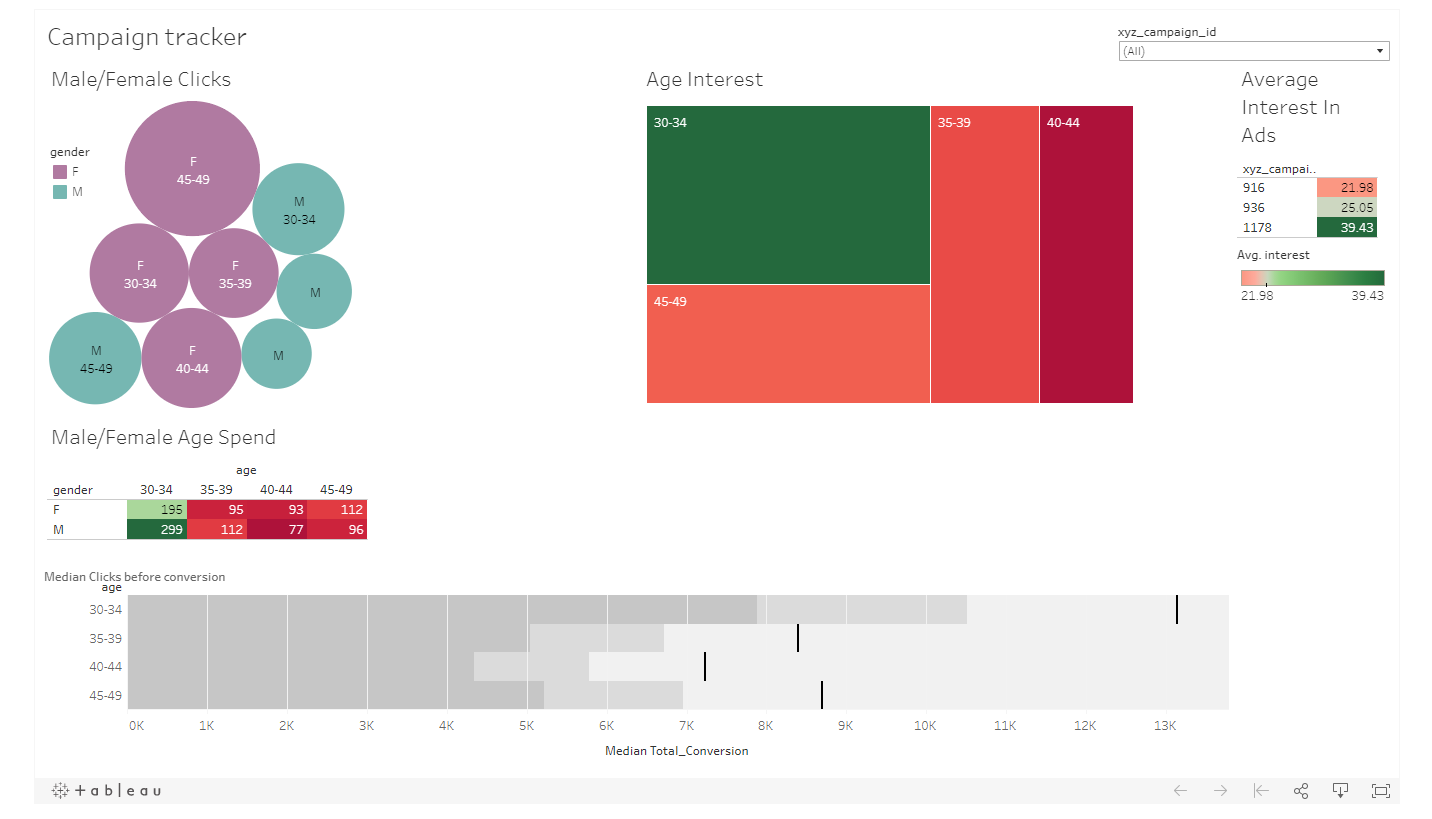 Campaign tracker
xyz_campaign_id
(All)
Male/Female Clicks
gender
F
M
F
45-49
M
30-34
F
30-34
F
35-39
M
M
45-49
F
40-44
M
Age Interest
30-34
35-39
40-44
45-49
Average
Interest In
Ads
xyz_campai..
916 21.98
936 25.05
1178 39.43
Avg. interest
21.98 39.43
Male/Female Age Spend
age
gender 30-34 35-39 40-44 45-49
F 195 95 93 112
M 299 112 77 96
Median Clicks before conversion
age
30-34
35-39
40-44
45-49
0K 1K 2K 3K 4K 5K 6K 7K 8K 9K 10K 11K 12K 13K
Median Total_Conversion
+ a b l e a u